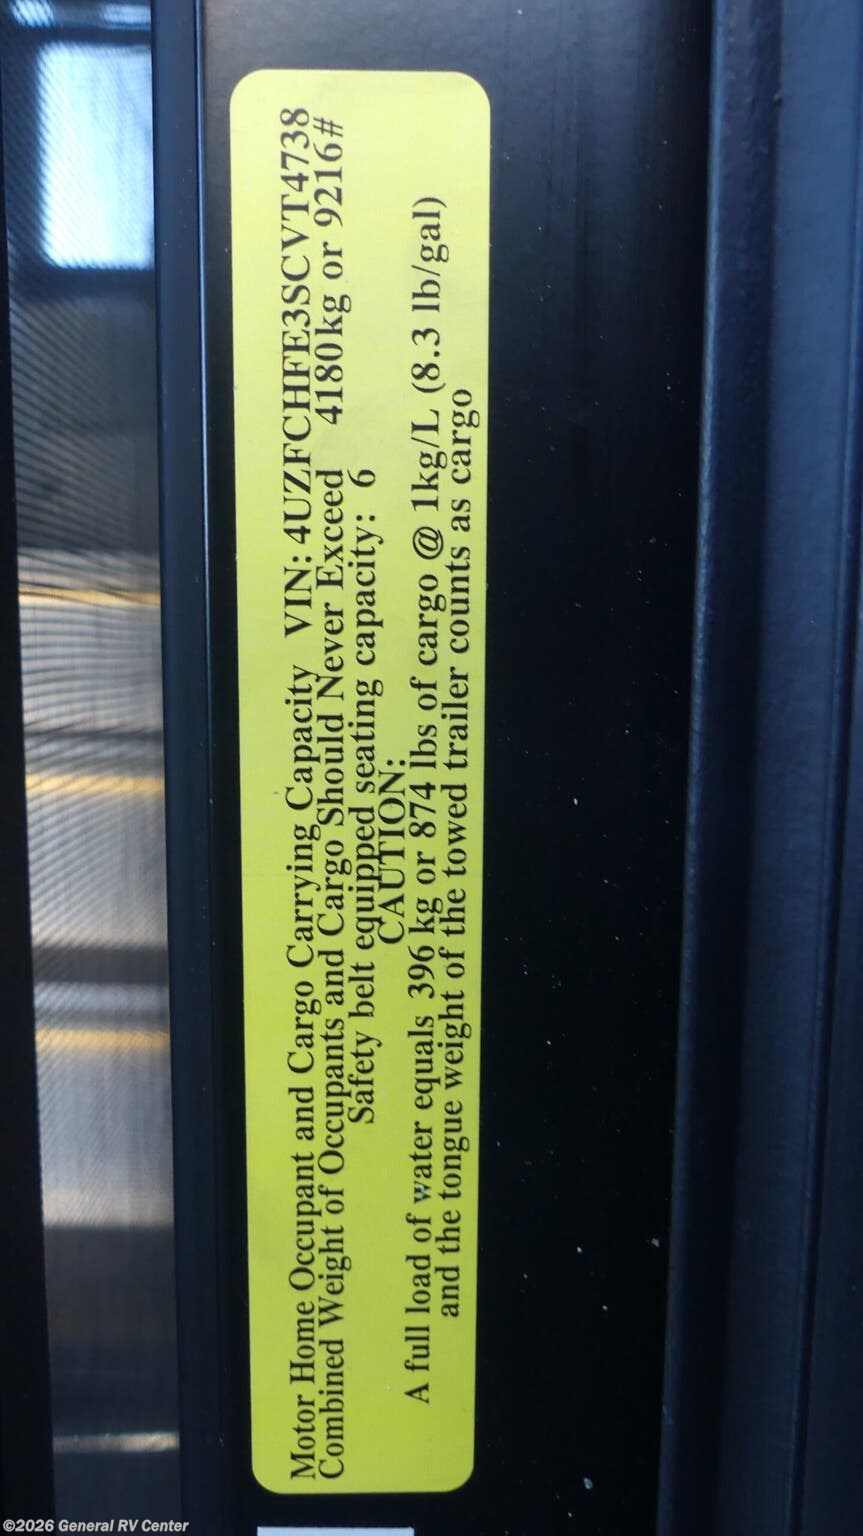 Motor Home Occupant and Cargo Carrying Capacity VIN: 4UZFCHFE3SCVT4738
Combined Weight of Occupants and Cargo Should Never Exceed 4180kg or 9216#
Safety belt equipped seating capacity: 6
CAUTION:
A full load of water equals 396 kg or 874 lbs of cargo @ 1kg/L (8.3 lb/gal)
and the tongue weight of the towed trailer counts as cargo
©2026 General RV Center